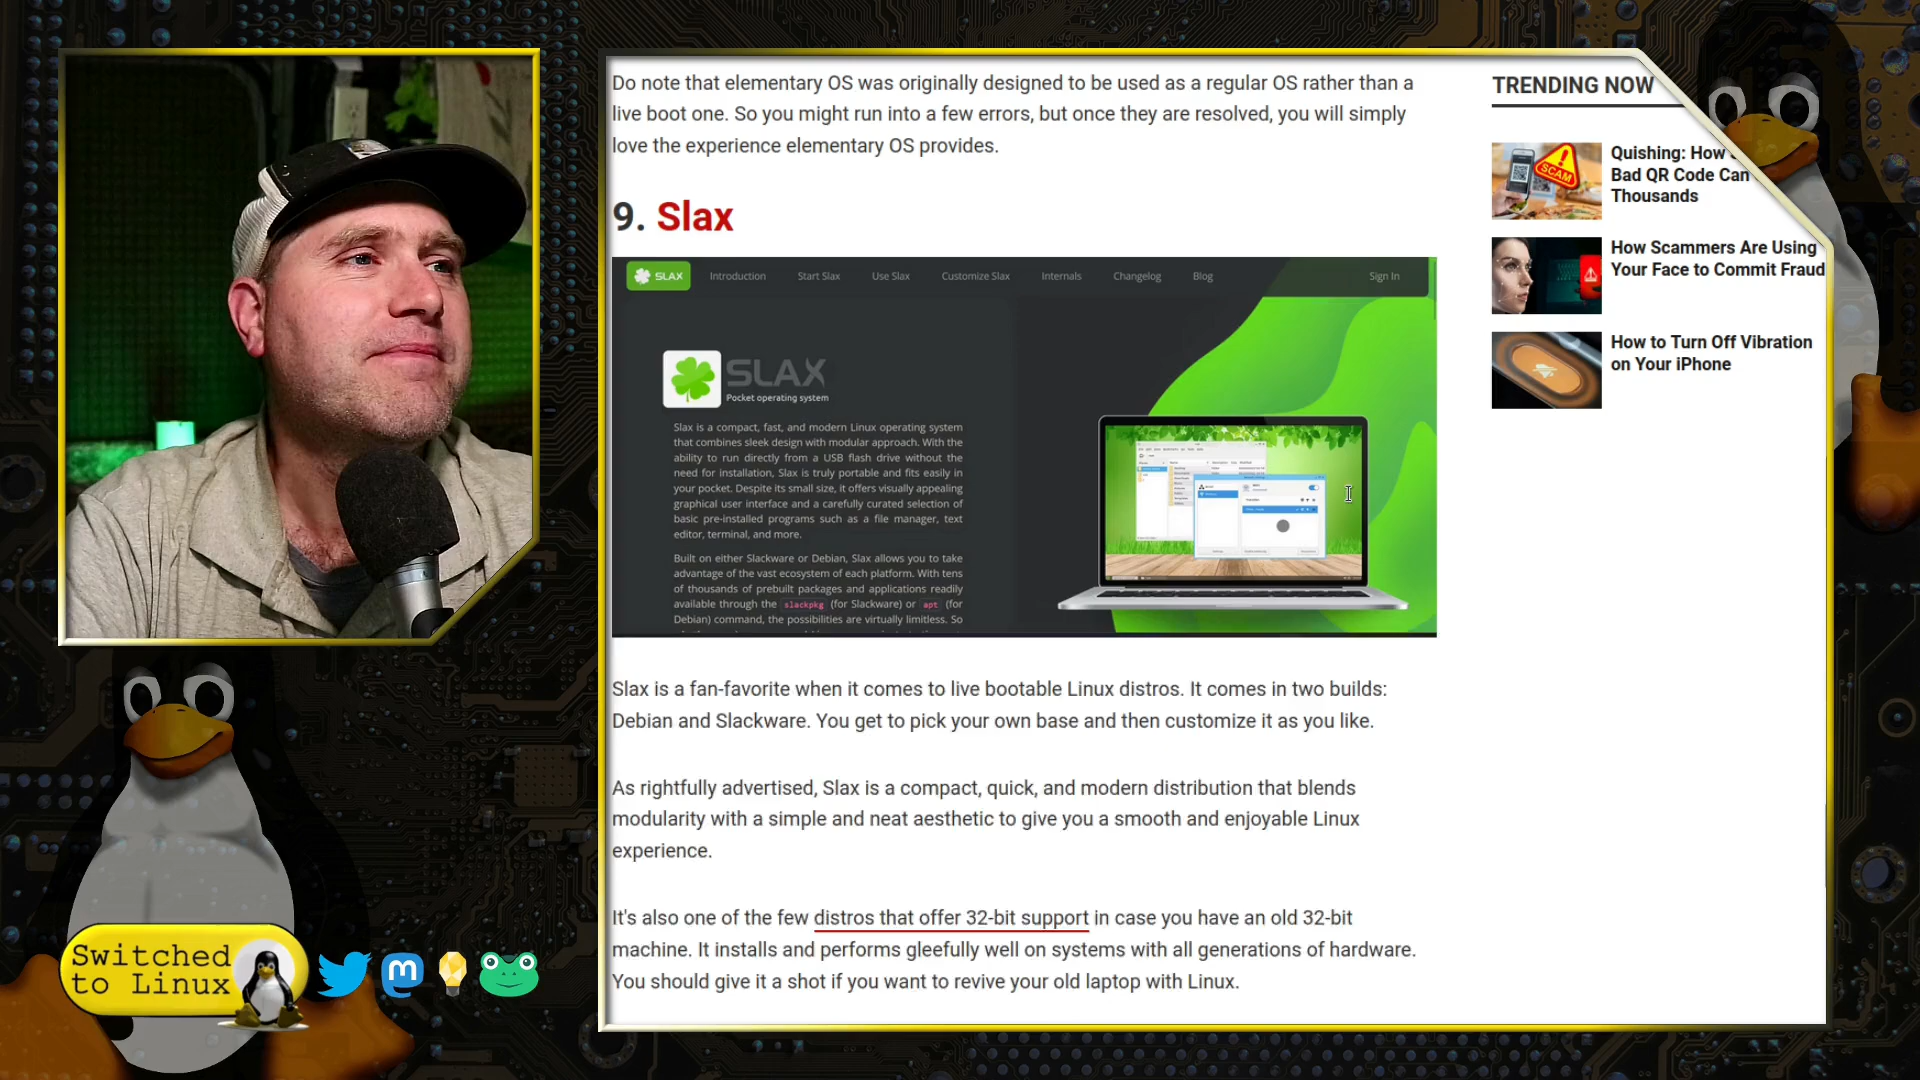 Do note that elementary OS was originally designed to be used as a regular OS rather than a
live boot one. So you might run into a few errors, but once they are resolved, you will simply
love the experience elementary OS provides.
9. Slax
SLAX
Introduction
Start Slax
Use Slax
Customize Slax
Internals
Changelog
Blog
Sign In
SLAX
Pocket operating system
Slax is a compact, fast, and modern Linux operating system
that combines sleek design with modular approach. With the
ability to run directly from a USB flash drive without the
need for installation, Slax is truly portable and fits easily in
your pocket. Despite its small size, it offers visually appealing
graphical user interface and a carefully curated selection of
basic pre-installed programs such as a file manager, text
editor, terminal, and more.
Built on either Slackware or Debian, Slax allows you to take
advantage of the vast ecosystem of each platform. With tens
of thousands of prebuilt packages and applications readily
available through the slackpkg (for Slackware) or apt (for
Debian) command, the possibilities are virtually limitless. So
Slax is a fan-favorite when it comes to live bootable Linux distros. It comes in two builds:
Debian and Slackware. You get to pick your own base and then customize it as you like.
As rightfully advertised, Slax is a compact, quick, and modern distribution that blends
modularity with a simple and neat aesthetic to give you a smooth and enjoyable Linux
experience.
It's also one of the few distros that offer 32-bit support in case you have an old 32-bit
machine. It installs and performs gleefully well on systems with all generations of hardware.
You should give it a shot if you want to revive your old laptop with Linux.
TRENDING NOW
SCAM
Quishing: How
Bad QR Code Can
Thousands
How Scammers Are Using
Your Face to Commit Fraud
How to Turn Off Vibration
on Your iPhone
Switched
to Linux